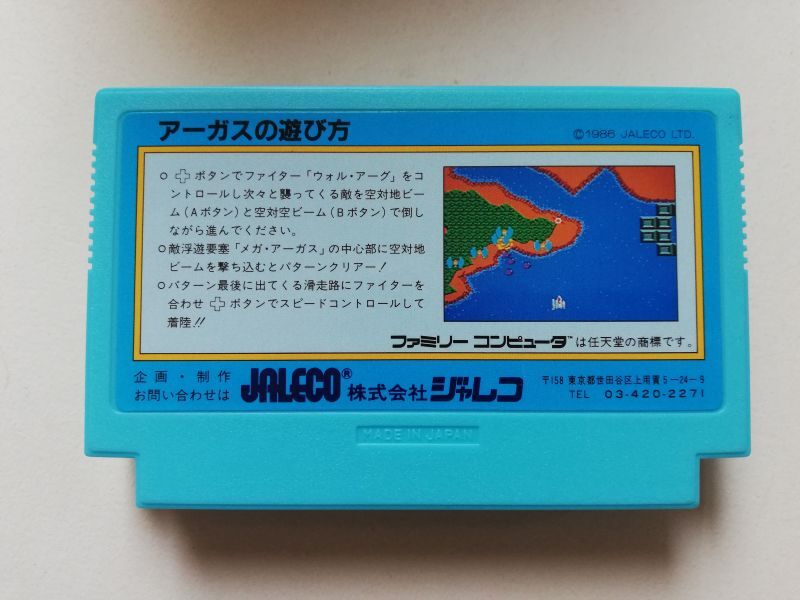 アーガスの遊び方
©1986 JALECO LTD.
○ ✚ボタンでファイター「ウォル・アーグ」をコ
ントロールし次々と襲ってくる敵を空対地ビー
ム(Aボタン)と空対空ビーム(Bボタン)で倒し
ながら進んでください。
○敵浮遊要塞「メガ・アーガス」の中心部に空対地
ビームを撃ち込むとパターンクリアー!
○パターン最後に出てくる滑走路にファイターを
合わせ ✚ボタンでスピードコントロールして
着陸!!
ファミリー コンピュータ™は任天堂の商標です。
企画・制作
お問い合わせは
JALECO® 株式会社 ジャレコ
〒158 東京都世田谷区上用賀5-24-9
TEL 03-420-2271
MADE IN JAPAN